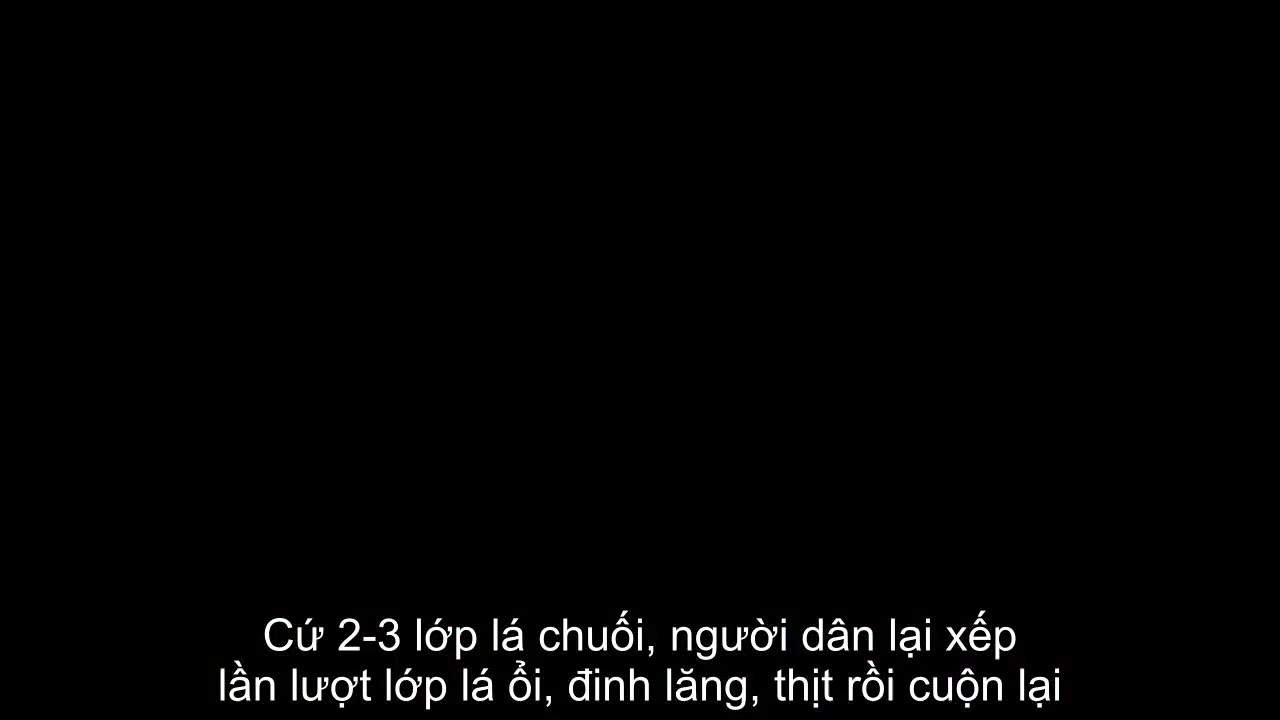 Cứ 2-3 lớp lá chuối, người dân lại xếp
lần lượt lớp lá ổi, đinh lăng, thịt rồi cuộn lại